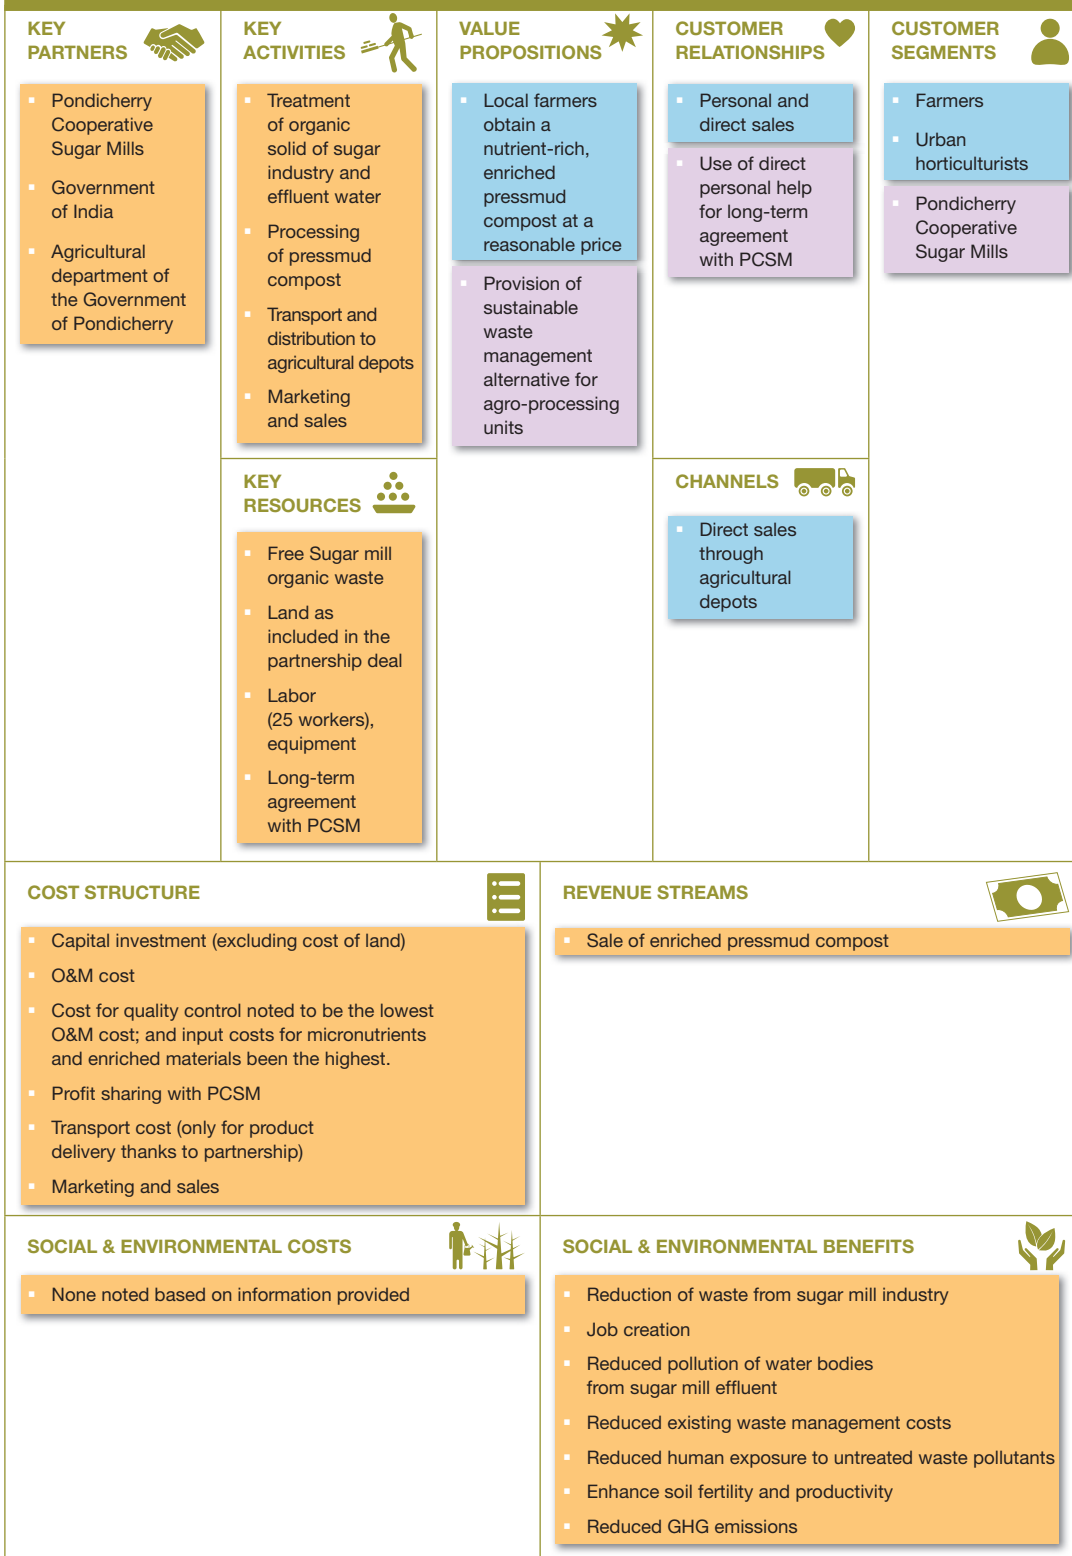 KEY
PARTNERS
Pondicherry
Cooperative
Sugar Mills
Government
of India
Agricultural
department of
the Government
of Pondicherry
KEY
ACTIVITIES
Treatment
of organic
solid of sugar
industry and
effluent water
Processing
of pressmud
compost
Transport and
distribution to
agricultural depots
Marketing
and sales
KEY
RESOURCES
Free Sugar mill
organic waste
Land as
included in the
partnership deal
Labor
(25 workers),
equipment
Long-term
agreement
with PCSM
VALUE
PROPOSITIONS
Local farmers
obtain a
nutrient-rich,
enriched
pressmud
compost at a
reasonable price
Provision of
sustainable
waste
management
alternative for
agro-processing
units
CUSTOMER
RELATIONSHIPS
Personal and
direct sales
Use of direct
personal help
for long-term
agreement
with PCSM
CHANNELS
Direct sales
through
agricultural
depots
CUSTOMER
SEGMENTS
Farmers
Urban
horticulturists
Pondicherry
Cooperative
Sugar Mills
COST STRUCTURE
Capital investment (excluding cost of land)
O&M cost
Cost for quality control noted to be the lowest
O&M cost; and input costs for micronutrients
and enriched materials been the highest.
Profit sharing with PCSM
Transport cost (only for product
delivery thanks to partnership)
Marketing and sales
REVENUE STREAMS
Sale of enriched pressmud compost
SOCIAL & ENVIRONMENTAL COSTS
None noted based on information provided
SOCIAL & ENVIRONMENTAL BENEFITS
Reduction of waste from sugar mill industry
Job creation
Reduced pollution of water bodies
from sugar mill effluent
Reduced existing waste management costs
Reduced human exposure to untreated waste pollutants
Enhance soil fertility and productivity
Reduced GHG emissions